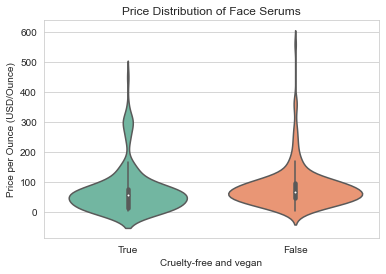 Price Distribution of Face Serums
600
500
400
300
200
100
0
Price per Ounce (USD/Ounce)
True
False
Cruelty-free and vegan